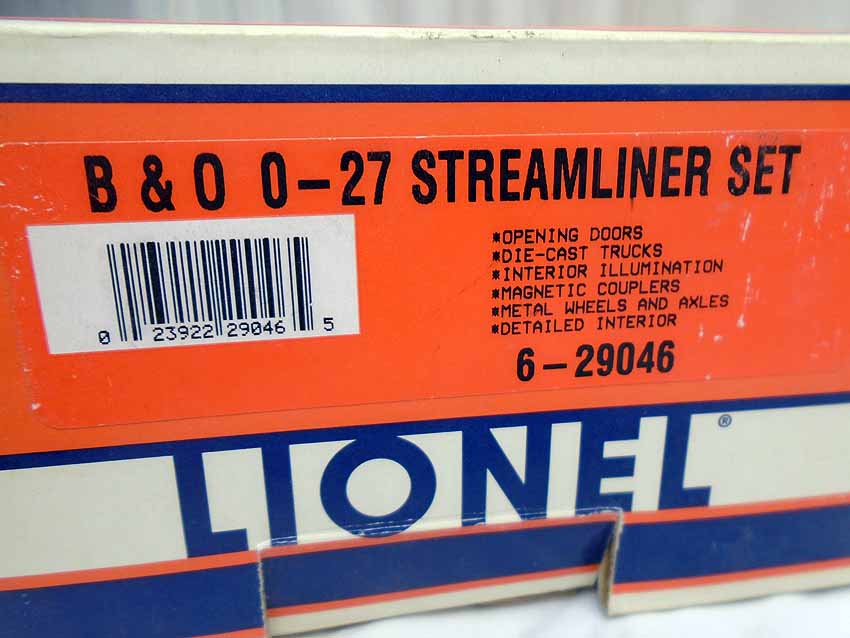 B & O 0-27 STREAMLINER SET
*OPENING DOORS
*DIE-CAST TRUCKS
*INTERIOR ILLUMINATION
*MAGNETIC COUPLERS
*METAL WHEELS AND AXLES
*DETAILED INTERIOR
0 23922 29046 5
6-29046
LIONEL®